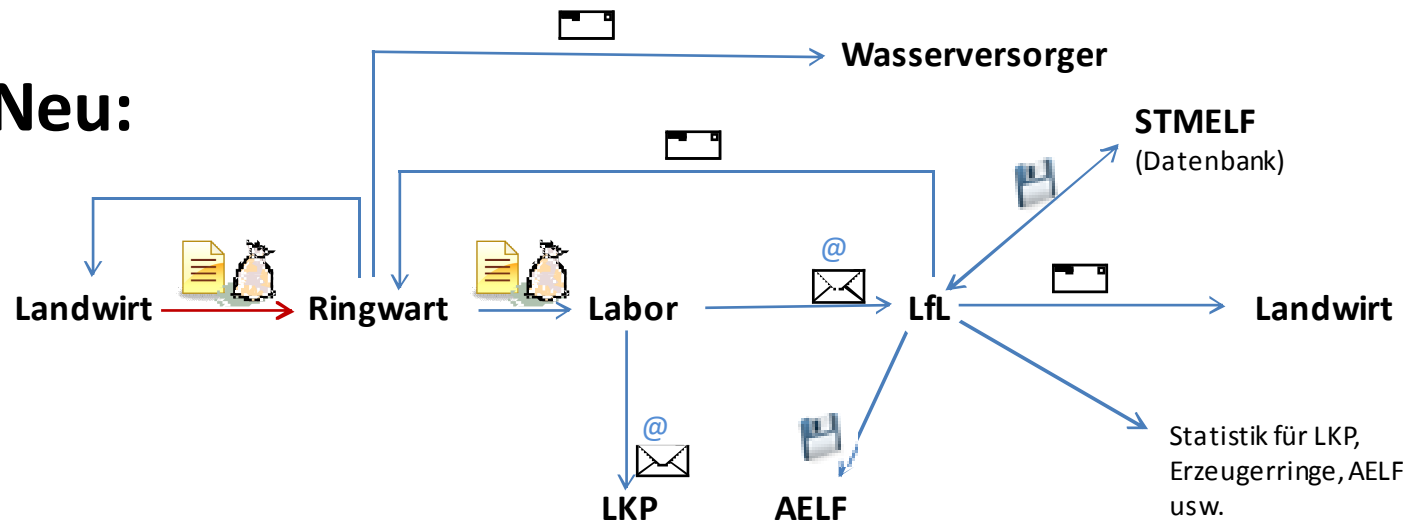 Wasserversorger
Neu:
STMELF
(Datenbank)
@
Landwirt
Ringwart
Labor
LfL
Landwirt
@
Statistik für LKP,
Erzeugerringe, AELF
usw.
LKP
AELF